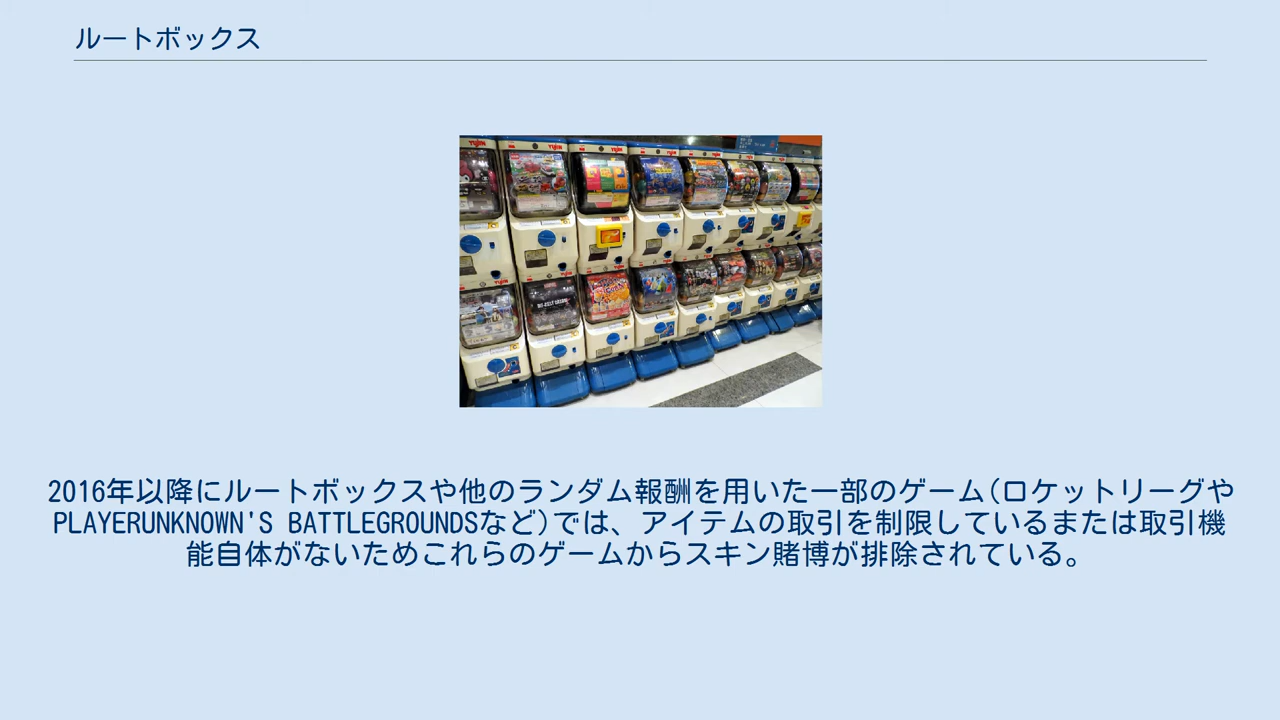 ルートボックス
2016年以降にルートボックスや他のランダム報酬を用いた一部のゲーム(ロケットリーグや
PLAYERUNKNOWN'S BATTLEGROUNDSなど)では、アイテムの取引を制限しているまたは取引機
能自体がないためこれらのゲームからスキン賭博が排除されている。